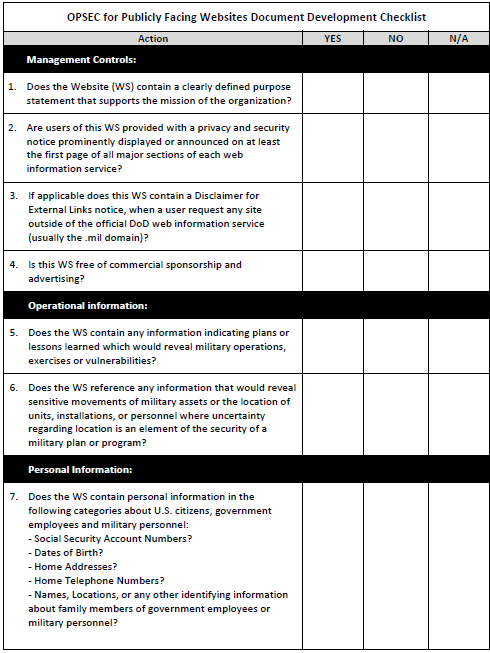 OPSEC for Publicly Facing Websites Document Development Checklist
Action YES NO N/A
Management Controls:
1. Does the Website (WS) contain a clearly defined purpose
statement that supports the mission of the organization?
2. Are users of this WS provided with a privacy and security
notice prominently displayed or announced on at least
the first page of all major sections of each web
information service?
3. If applicable does this WS contain a Disclaimer for
External Links notice, when a user request any site
outside of the official DoD web information service
(usually the .mil domain)?
4. Is this WS free of commercial sponsorship and
advertising?
Operational information:
5. Does the WS contain any information indicating plans or
lessons learned which would reveal military operations,
exercises or vulnerabilities?
6. Does the WS reference any information that would reveal
sensitive movements of military assets or the location of
units, installations, or personnel where uncertainty
regarding location is an element of the security of a
military plan or program?
Personal Information:
7. Does the WS contain personal information in the
following categories about U.S. citizens, government
employees and military personnel:
- Social Security Account Numbers?
- Dates of Birth?
- Home Addresses?
- Home Telephone Numbers?
- Names, Locations, or any other identifying information
about family members of government employees or
military personnel?